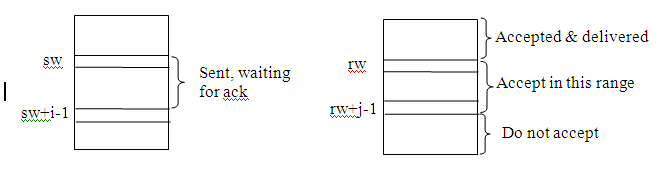 sw
Sent, waiting
for ack
sw+i-1
Accepted & delivered
rw
Accept in this range
rw+j-1
Do not accept